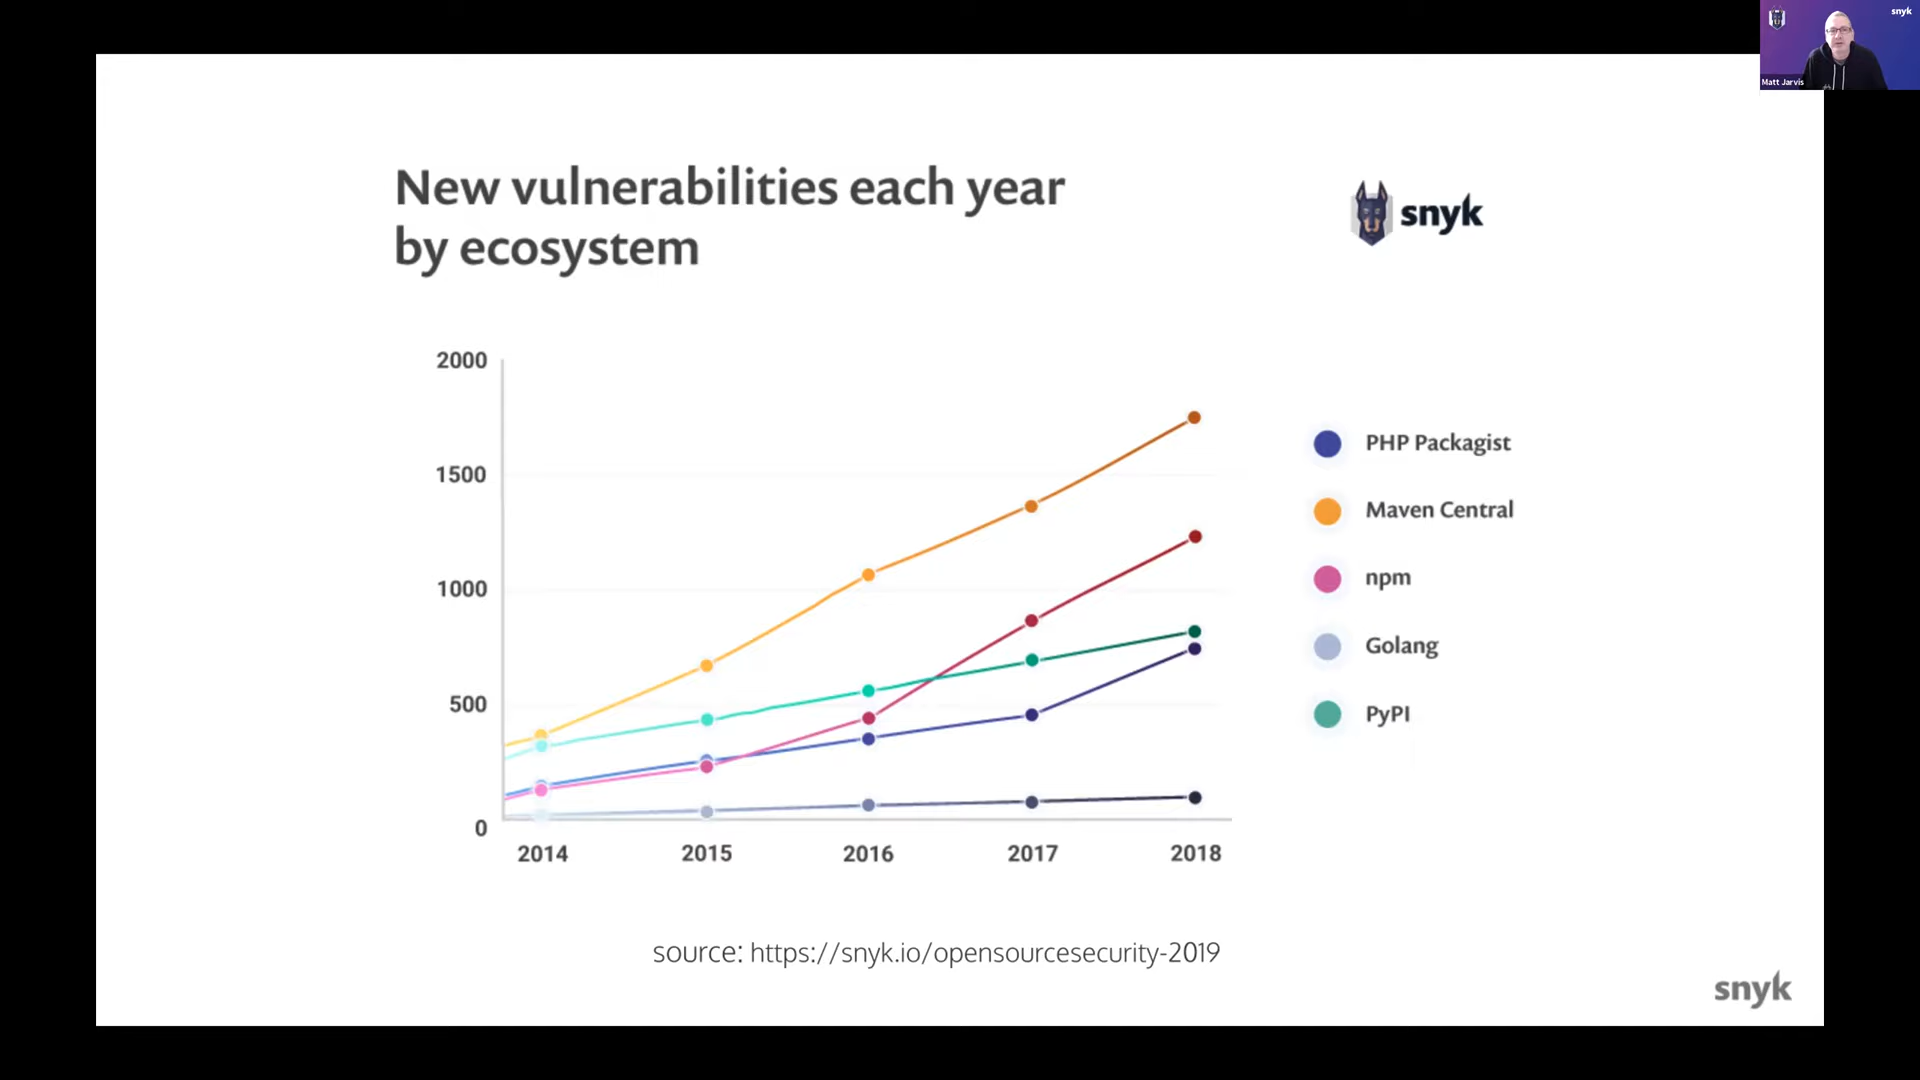 snyk
Matt Jarvis
New vulnerabilities each year
by ecosystem
snyk
2000
1500
1000
500
0
2014 2015 2016 2017 2018
PHP Packagist
Maven Central
npm
Golang
PyPI
source: https://snyk.io/opensourcesecurity-2019
snyk